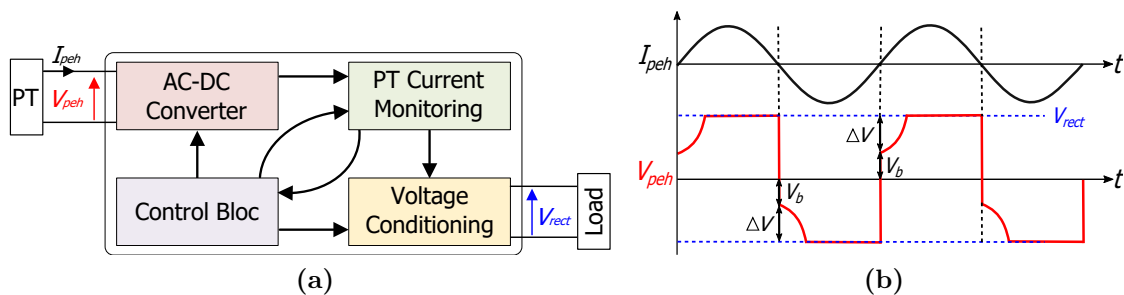 PT
I_peh
V_peh
AC-DC
Converter
PT Current
Monitoring
Control Bloc
Voltage
Conditioning
V_rect
Load
(a)
I_peh
t
V_rect
ΔV
V_b
V_peh
t
V_b
ΔV
(b)